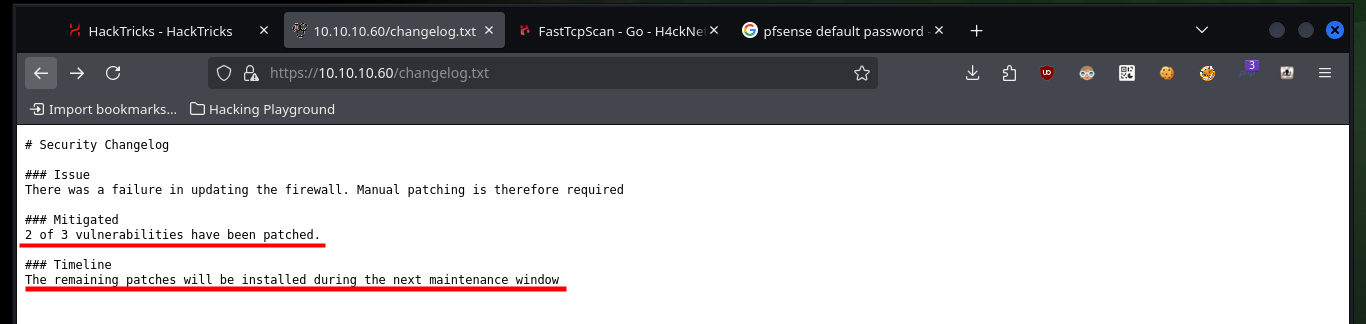 HackTricks - HackTricks
10.10.10.60/changelog.txt
FastTcpScan - Go - H4ckNe
pfsense default password -
https://10.10.10.60/changelog.txt
3
Import bookmarks...
Hacking Playground
# Security Changelog
### Issue
There was a failure in updating the firewall. Manual patching is therefore required
### Mitigated
2 of 3 vulnerabilities have been patched.
### Timeline
The remaining patches will be installed during the next maintenance window